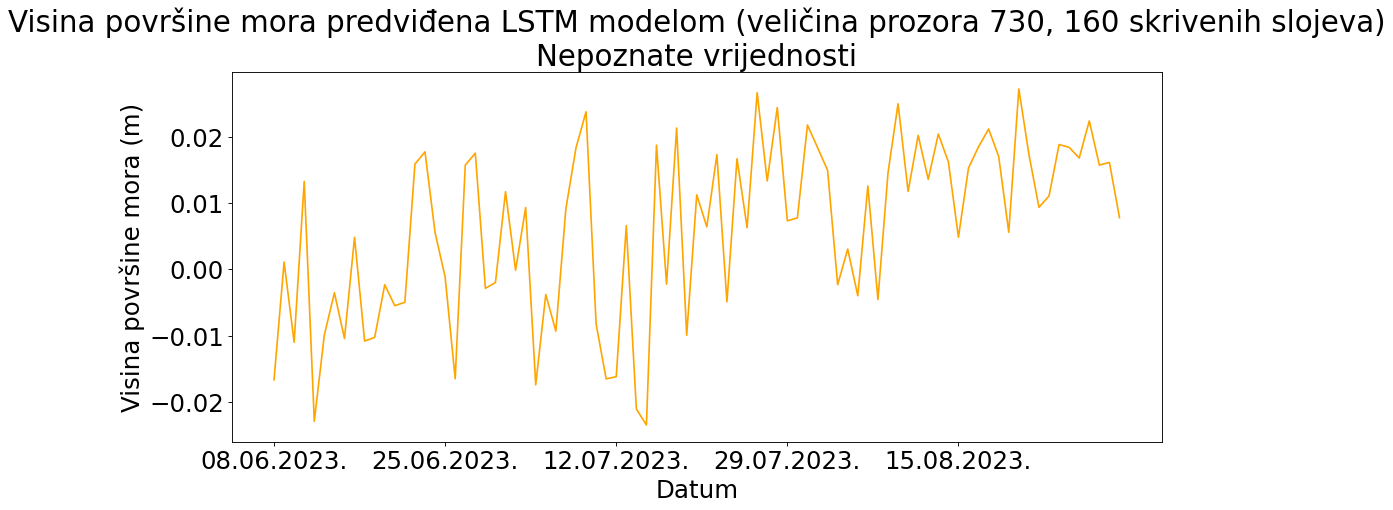 Visina površine mora predviđena LSTM modelom (veličina prozora 730, 160 skrivenih slojeva)
Nepoznate vrijednosti
Visina površine mora (m)
0.02
0.01
0.00
−0.01
−0.02
08.06.2023. 25.06.2023. 12.07.2023. 29.07.2023. 15.08.2023.
Datum